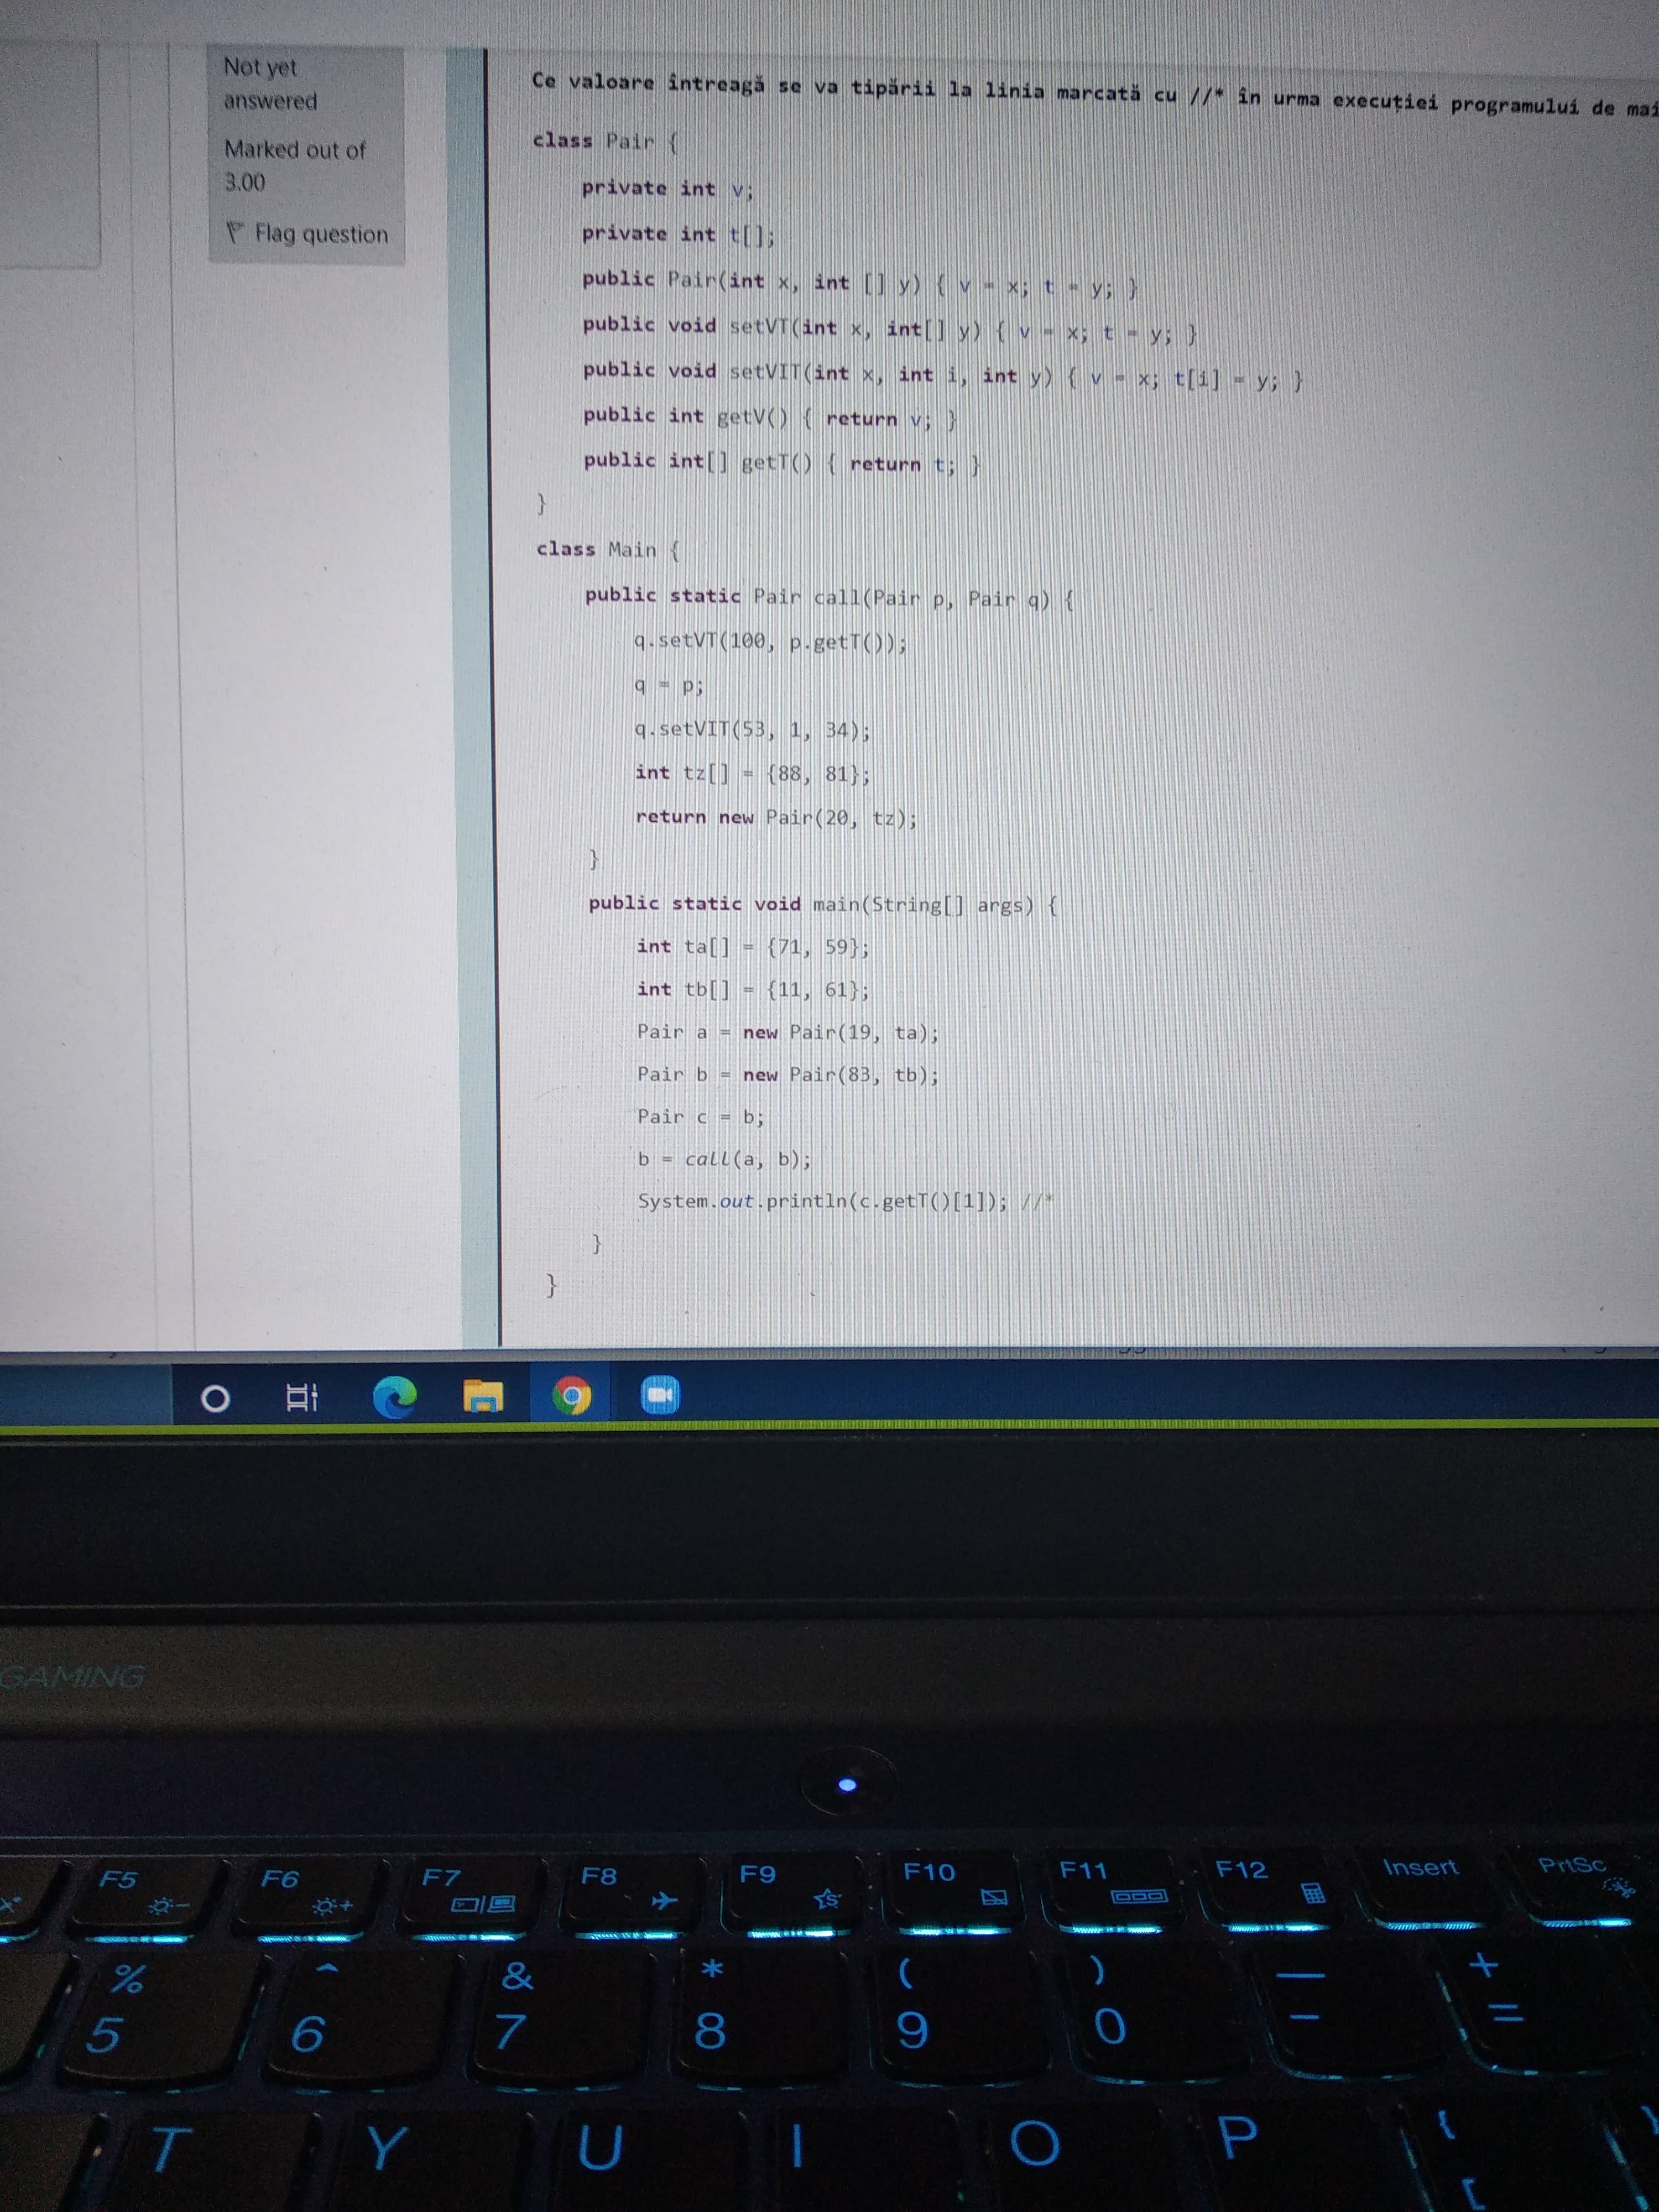 Not yet
answered
Marked out of
3.00
Flag question
Ce valoare întreagă se va tipării la linia marcată cu //* în urma execuției programului de mai
class Pair {
private int v;
private int t[];
public Pair(int x, int [] y) { v = x; t = y; }
public void setVT(int x, int[] y) { v = x; t = y; }
public void setVIT(int x, int i, int y) { v = x; t[i] = y; }
public int getV() { return v; }
public int[] getT() { return t; }
}
class Main {
public static Pair call(Pair p, Pair q) {
q.setVT(100, p.getT());
q = p;
q.setVIT(53, 1, 34);
int tz[] = {88, 81};
return new Pair(20, tz);
}
public static void main(String[] args) {
int ta[] = {71, 59};
int tb[] = {11, 61};
Pair a = new Pair(19, ta);
Pair b = new Pair(83, tb);
Pair c = b;
b = call(a, b);
System.out.println(c.getT()[1]); //*
}
}
GAMING
F5 F6 F7 F8 F9 F10 F11 F12 Insert PrtSc
% ^ & * ( ) — +
5 6 7 8 9 0 - =
T Y U I O P { [